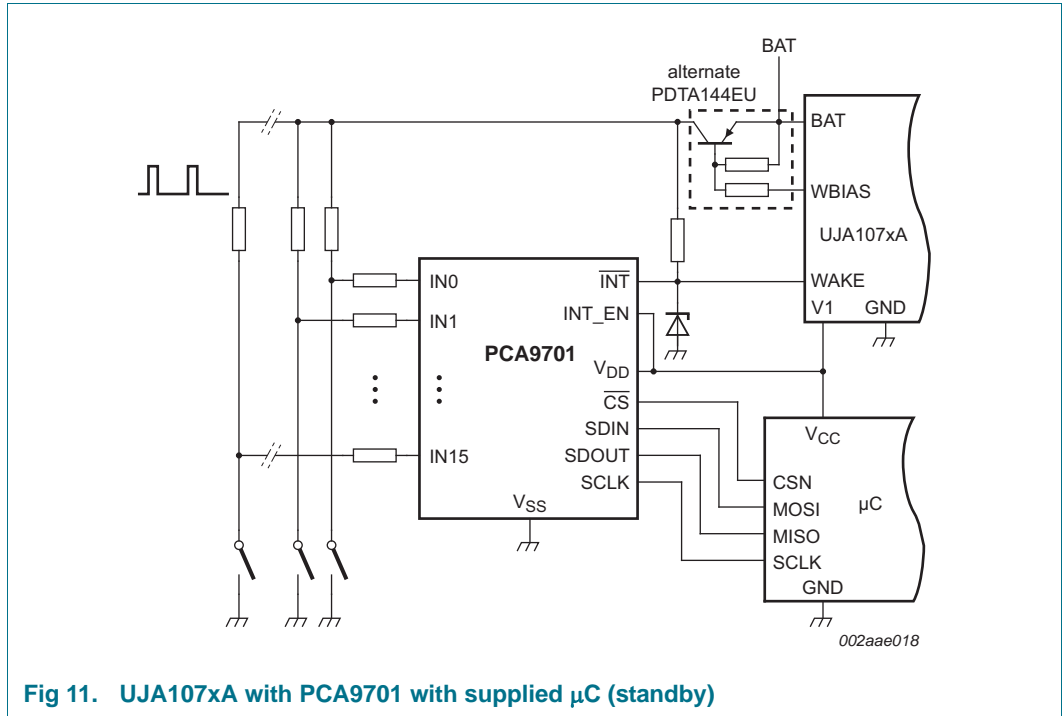 BAT
alternate
PDTA144EU
BAT
WBIAS
UJA107xA
WAKE
V1 GND
IN0
IN1
IN15
PCA9701
INT
INT_EN
VDD
CS
SDIN
SDOUT
SCLK
VSS
VCC
CSN
MOSI
MISO
SCLK
µC
GND
002aae018
Fig 11. UJA107xA with PCA9701 with supplied µC (standby)